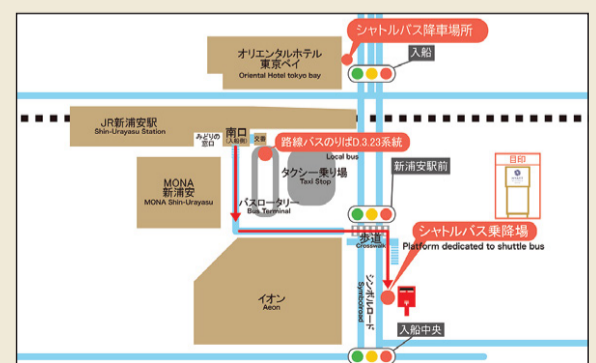 シャトルバス降車場所
オリエンタルホテル
東京ベイ
Oriental Hotel tokyo bay
入船
JR新浦安駅
Shin-Urayasu Station
みどりの
窓口
南口
(入船側)
交番
路線バスのりばD.3.23系統
Local bus
タクシー乗り場
Taxi Stop
新浦安駅前
目印
MONA
新浦安
MONA Shin-Urayasu
バスロータリー
Bus Terminal
歩道
Crosswalk
シャトルバス乗降場
Platform dedicated to shuttle bus
イオン
Aeon
シンボルロード
Symbolroad
入船中央